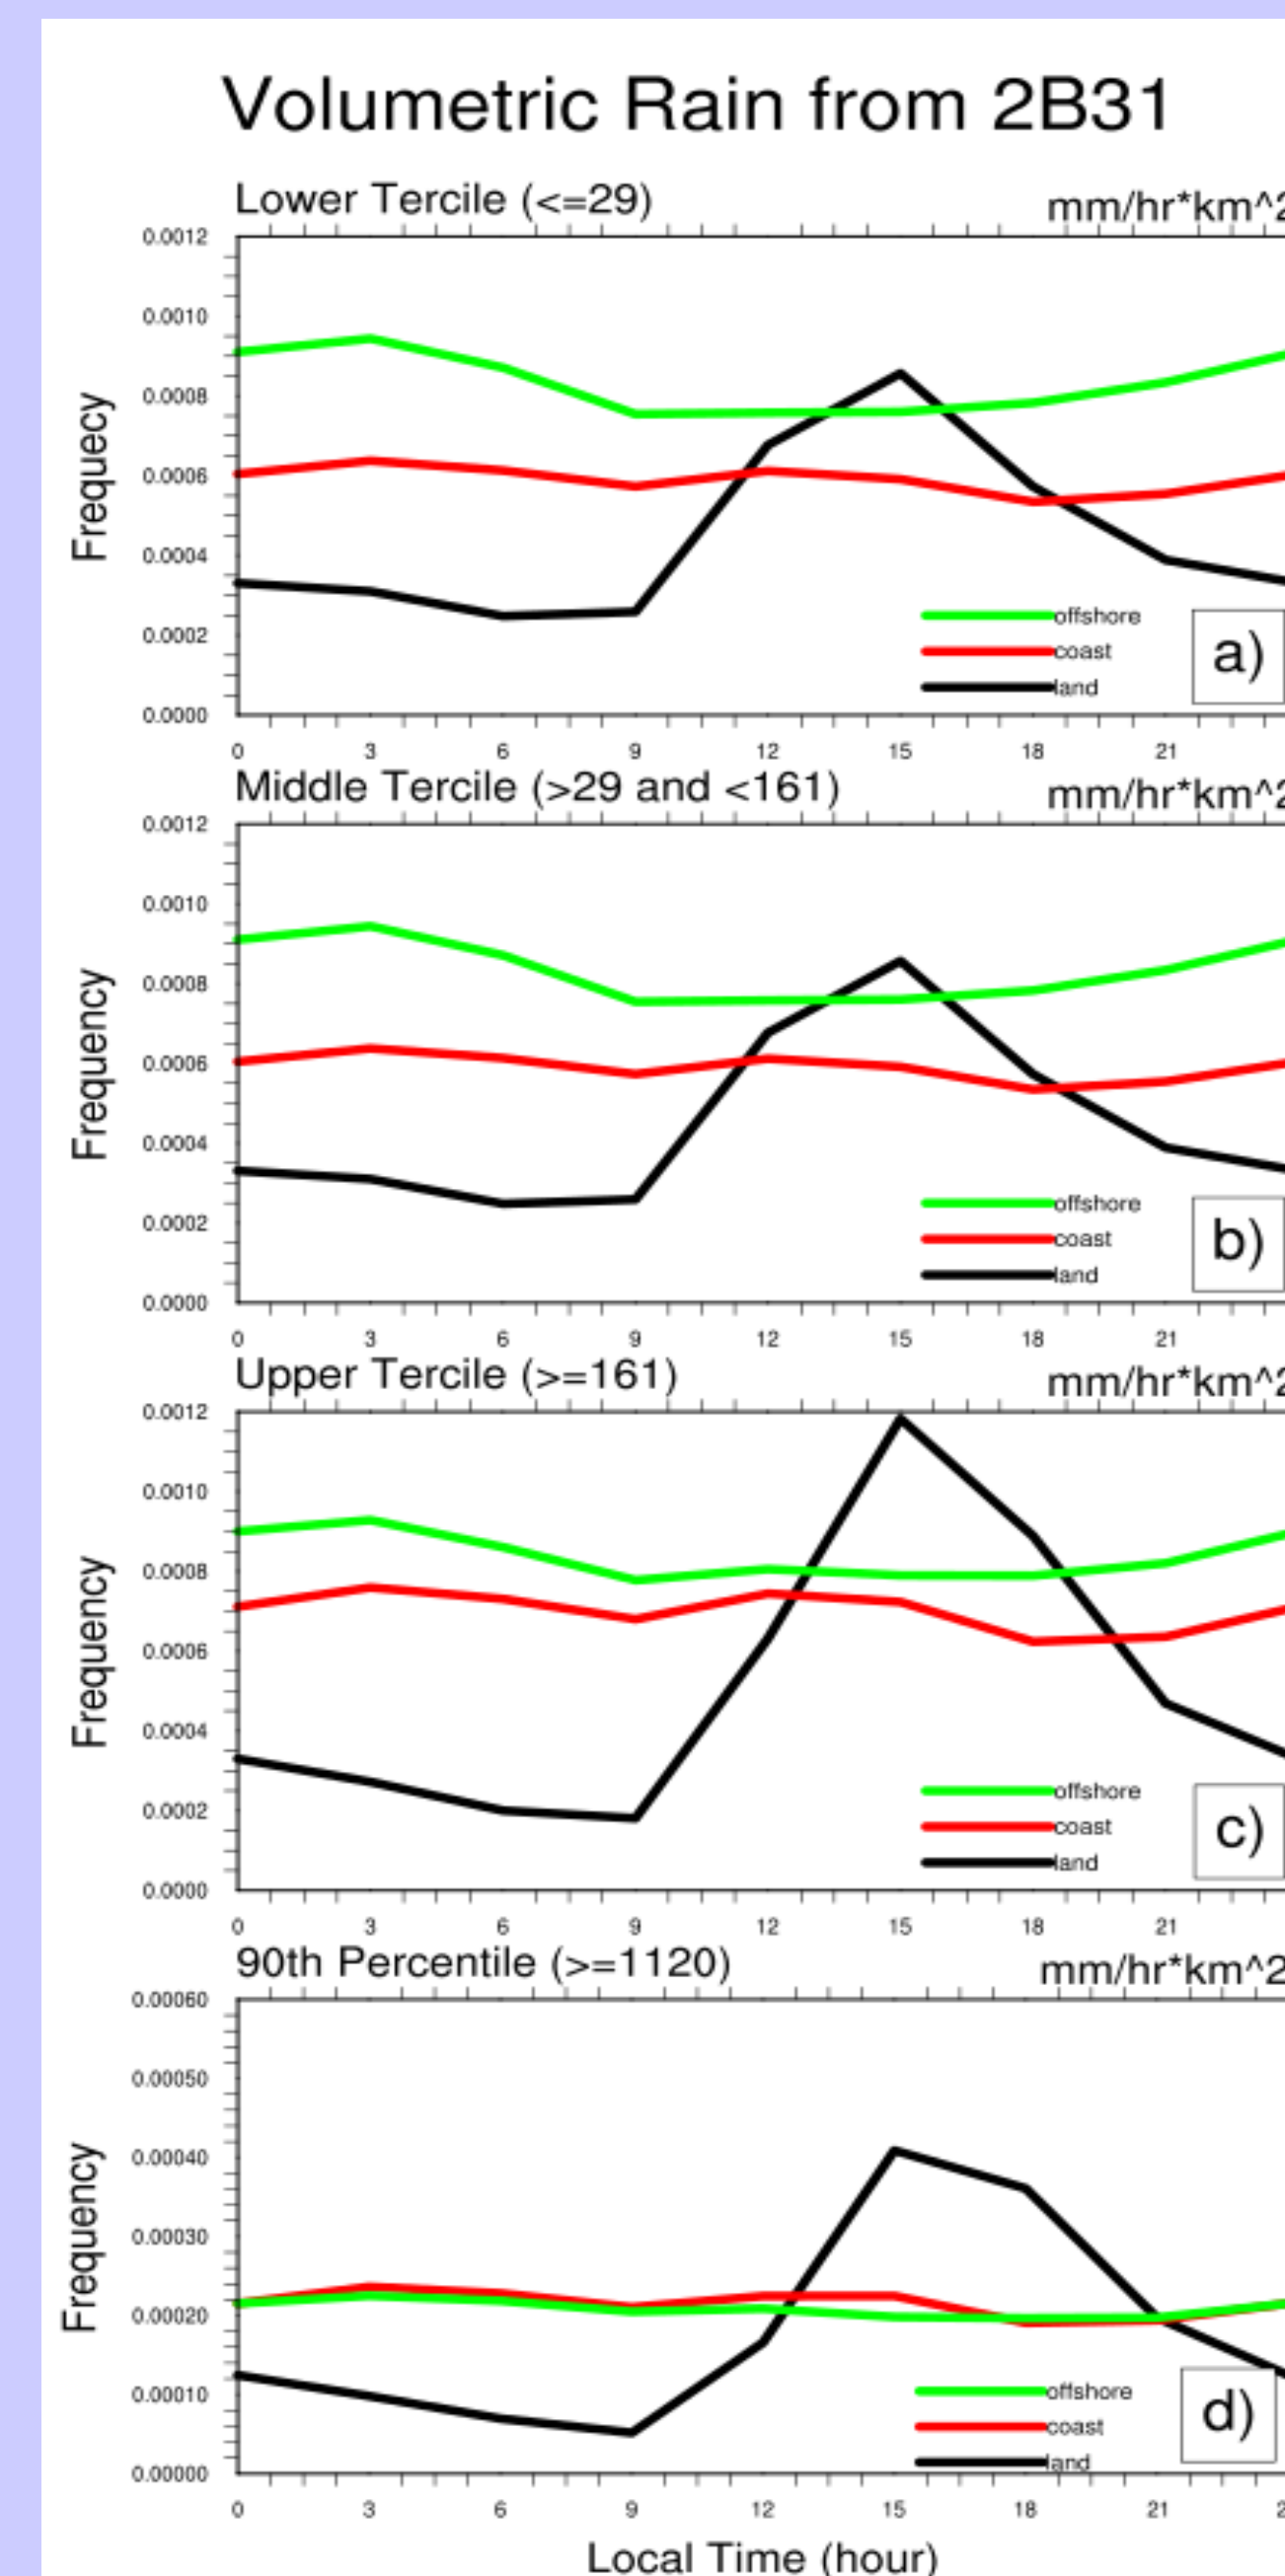 Volumetric Rain from 2B31
Lower Tercile (<=29) mm/hr*km^2
Frequecy
0.0012
0.0010
0.0008
0.0006
0.0004
0.0002
0.0000
offshore
coast
land
a)
0 3 6 9 12 15 18 21
Middle Tercile (>29 and <161) mm/hr*km^2
Frequency
0.0012
0.0010
0.0008
0.0006
0.0004
0.0002
0.0000
offshore
coast
land
b)
0 3 6 9 12 15 18 21
Upper Tercile (>=161) mm/hr*km^2
Frequency
0.0012
0.0010
0.0008
0.0006
0.0004
0.0002
0.0000
offshore
coast
land
c)
0 3 6 9 12 15 18 21
90th Percentile (>=1120) mm/hr*km^2
Frequency
0.00060
0.00050
0.00040
0.00030
0.00020
0.00010
0.00000
offshore
coast
land
d)
0 3 6 9 12 15 18 21 2
Local Time (hour)